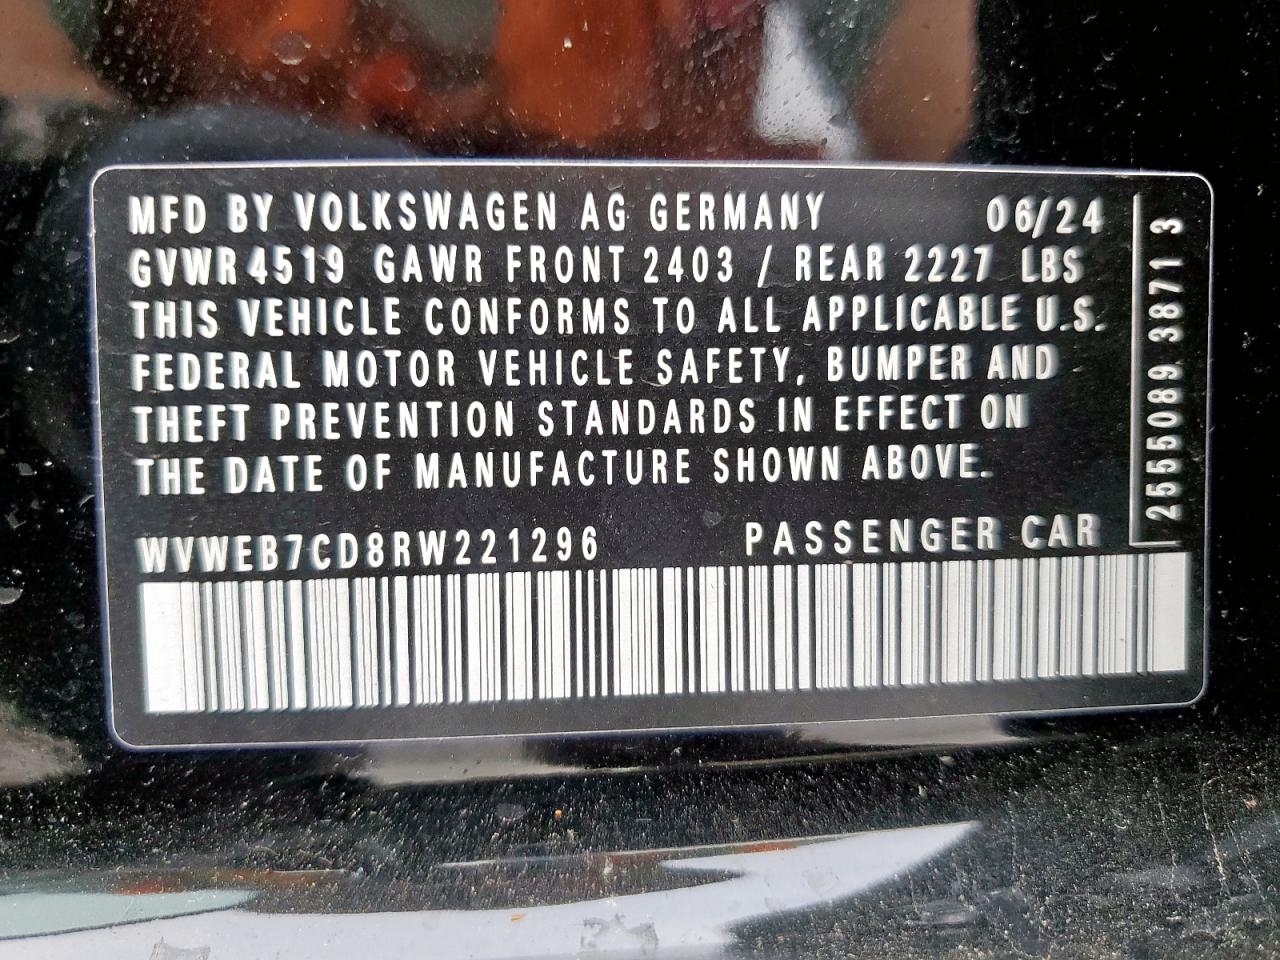 MFD BY VOLKSWAGEN AG GERMANY 06/24
GVWR 4519 GAWR FRONT 2403 / REAR 2227 LBS
THIS VEHICLE CONFORMS TO ALL APPLICABLE U.S.
FEDERAL MOTOR VEHICLE SAFETY, BUMPER AND
THEFT PREVENTION STANDARDS IN EFFECT ON
THE DATE OF MANUFACTURE SHOWN ABOVE.
WVWEB7CD8RW221296 PASSENGER CAR
2555089 3871 3